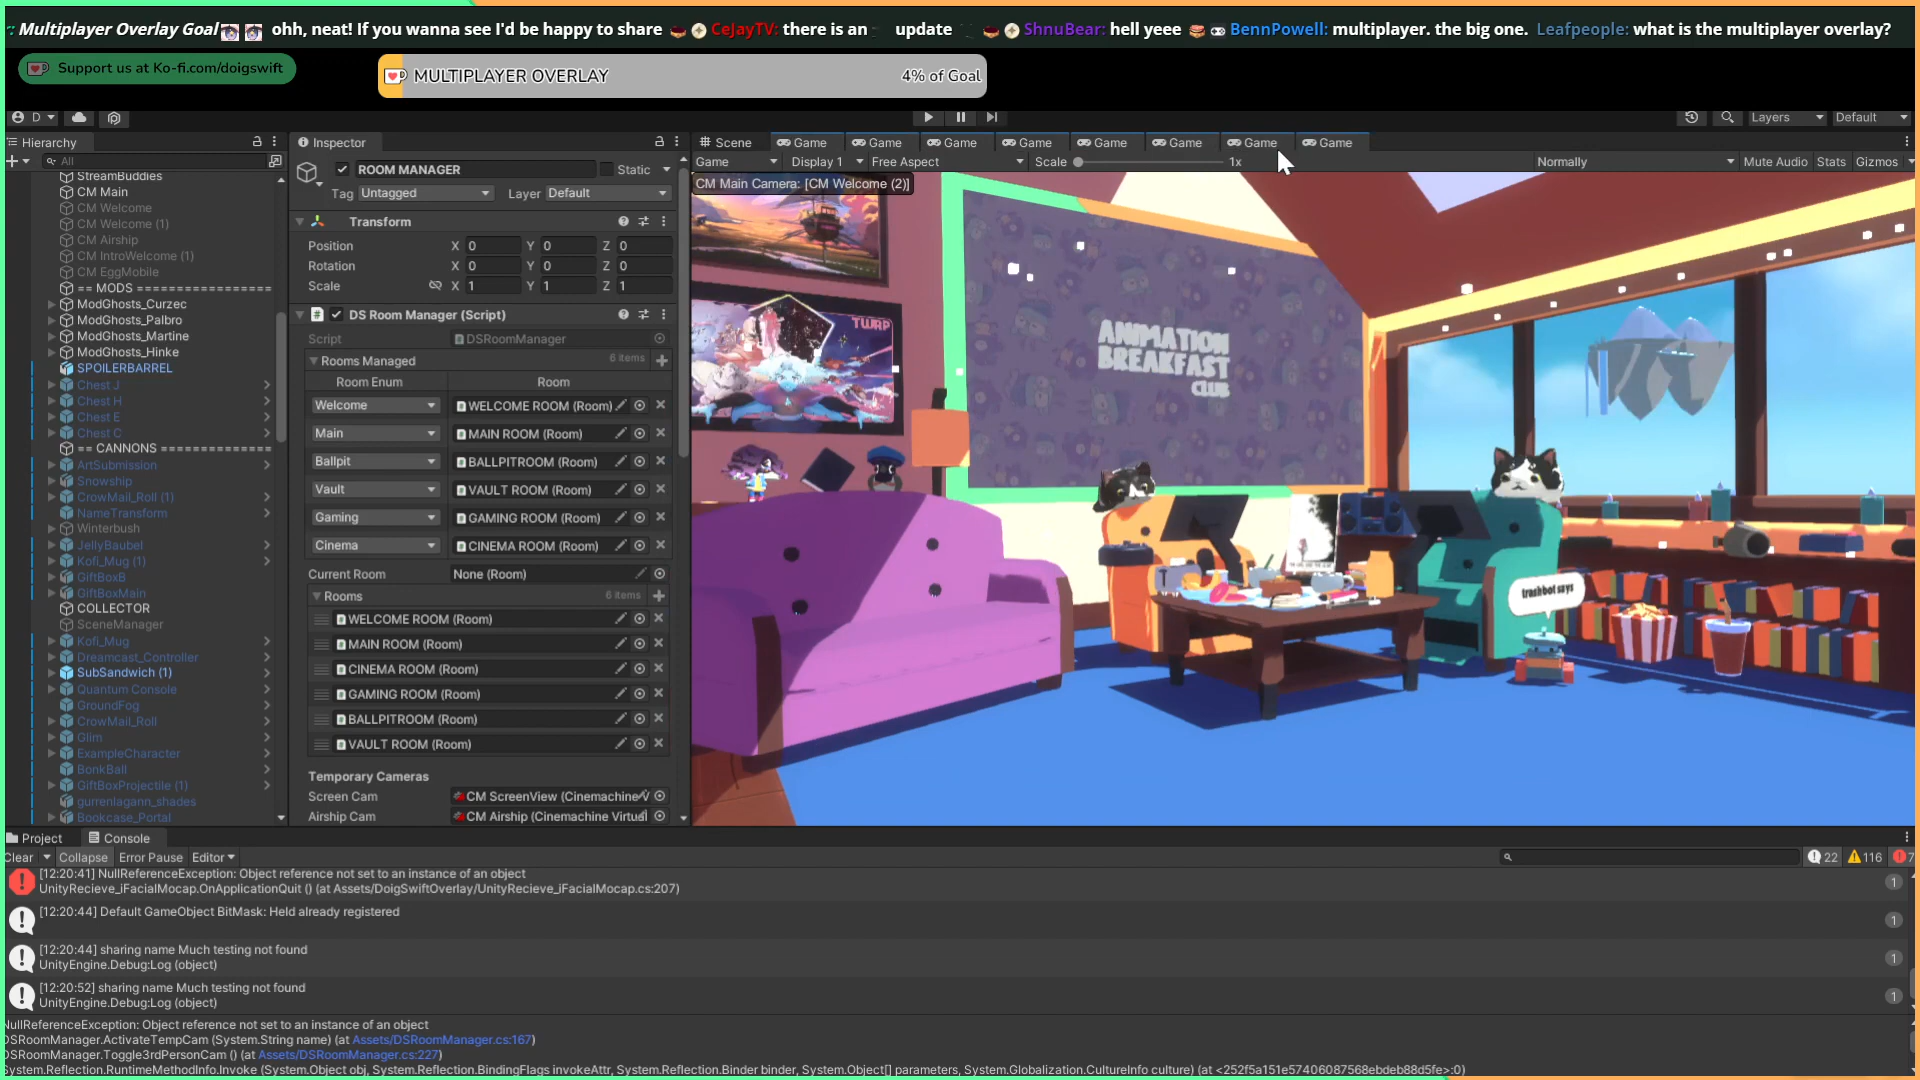 : Multiplayer Overlay Goal ohh, neat! If you wanna see I'd be happy to share CeJayTV: there is an update ShnuBear: hell yeee BennPowell: multiplayer. the big one. Leafpeople: what is the multiplayer overlay?
Support us at Ko-fi.com/doigswift
MULTIPLAYER OVERLAY 4% of Goal
D Layers Default
Hierarchy
All
StreamBuddies
CM Main
CM Welcome
CM Welcome (1)
CM Airship
CM IntroWelcome (1)
CM EggMobile
== MODS =================
ModGhosts_Curzec
ModGhosts_Palbro
ModGhosts_Martine
ModGhosts_Hinke
SPOILERBARREL
Chest J
Chest H
Chest E
Chest C
== CANNONS ==============
ArtSubmission
Snowship
CrowMail_Roll (1)
NameTransform
Winterbush
JellyBaubel
Kofi_Mug (1)
GiftBoxB
GiftBoxMain
COLLECTOR
SceneManager
Kofi_Mug
Dreamcast_Controller
SubSandwich (1)
Quantum Console
GroundFog
CrowMail_Roll
Glim
ExampleCharacter
BonkBall
GiftBoxProjectile (1)
gurrenlagann_shades
Bookcase_Portal
Inspector
ROOM MANAGER Static
Tag Untagged Layer Default
Transform
Position X 0 Y 0 Z 0
Rotation X 0 Y 0 Z 0
Scale X 1 Y 1 Z 1
DS Room Manager (Script)
Script DSRoomManager
Rooms Managed 6 items
Room Enum Room
Welcome WELCOME ROOM (Room)
Main MAIN ROOM (Room)
Ballpit BALLPITROOM (Room)
Vault VAULT ROOM (Room)
Gaming GAMING ROOM (Room)
Cinema CINEMA ROOM (Room)
Current Room None (Room)
Rooms 6 items
WELCOME ROOM (Room)
MAIN ROOM (Room)
CINEMA ROOM (Room)
GAMING ROOM (Room)
BALLPITROOM (Room)
VAULT ROOM (Room)
Temporary Cameras
Screen Cam CM ScreenView (Cinemachine V
Airship Cam CM Airship (Cinemachine Virtual
Scene Game Game Game Game Game Game Game Game
Game Display 1 Free Aspect Scale 1x Normally Mute Audio Stats Gizmos
CM Main Camera: [CM Welcome (2)]
TWRP
ANIMATION
BREAKFAST
CLUB
trashbot says
Project Console
Clear Collapse Error Pause Editor 22 116 7
[12:20:41] NullReferenceException: Object reference not set to an instance of an object
UnityRecieve_iFacialMocap.OnApplicationQuit () (at Assets/DoigSwiftOverlay/UnityRecieve_iFacialMocap.cs:207)
1
[12:20:44] Default GameObject BitMask: Held already registered
1
[12:20:44] sharing name Much testing not found
UnityEngine.Debug:Log (object)
1
[12:20:52] sharing name Much testing not found
UnityEngine.Debug:Log (object)
1
NullReferenceException: Object reference not set to an instance of an object
DSRoomManager.ActivateTempCam (System.String name) (at Assets/DSRoomManager.cs:167)
DSRoomManager.Toggle3rdPersonCam () (at Assets/DSRoomManager.cs:227)
System.Reflection.RuntimeMethodInfo.Invoke (System.Object obj, System.Reflection.BindingFlags invokeAttr, System.Reflection.Binder binder, System.Object[] parameters, System.Globalization.CultureInfo culture) (at <252f5a151e57406087568ebdeb88d5fe>:0)